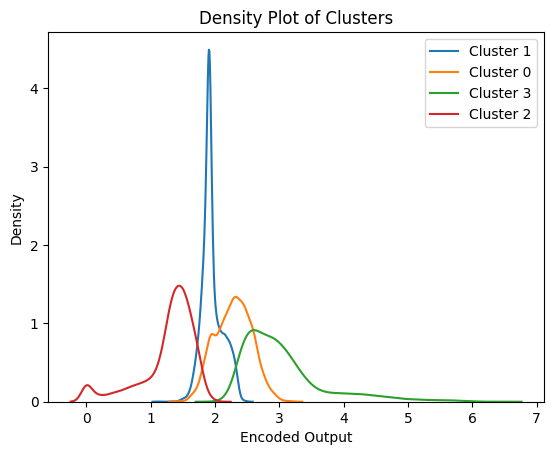 Density Plot of Clusters
Cluster 1
Cluster 0
Cluster 3
Cluster 2
Density
4
3
2
1
0
0 1 2 3 4 5 6 7
Encoded Output